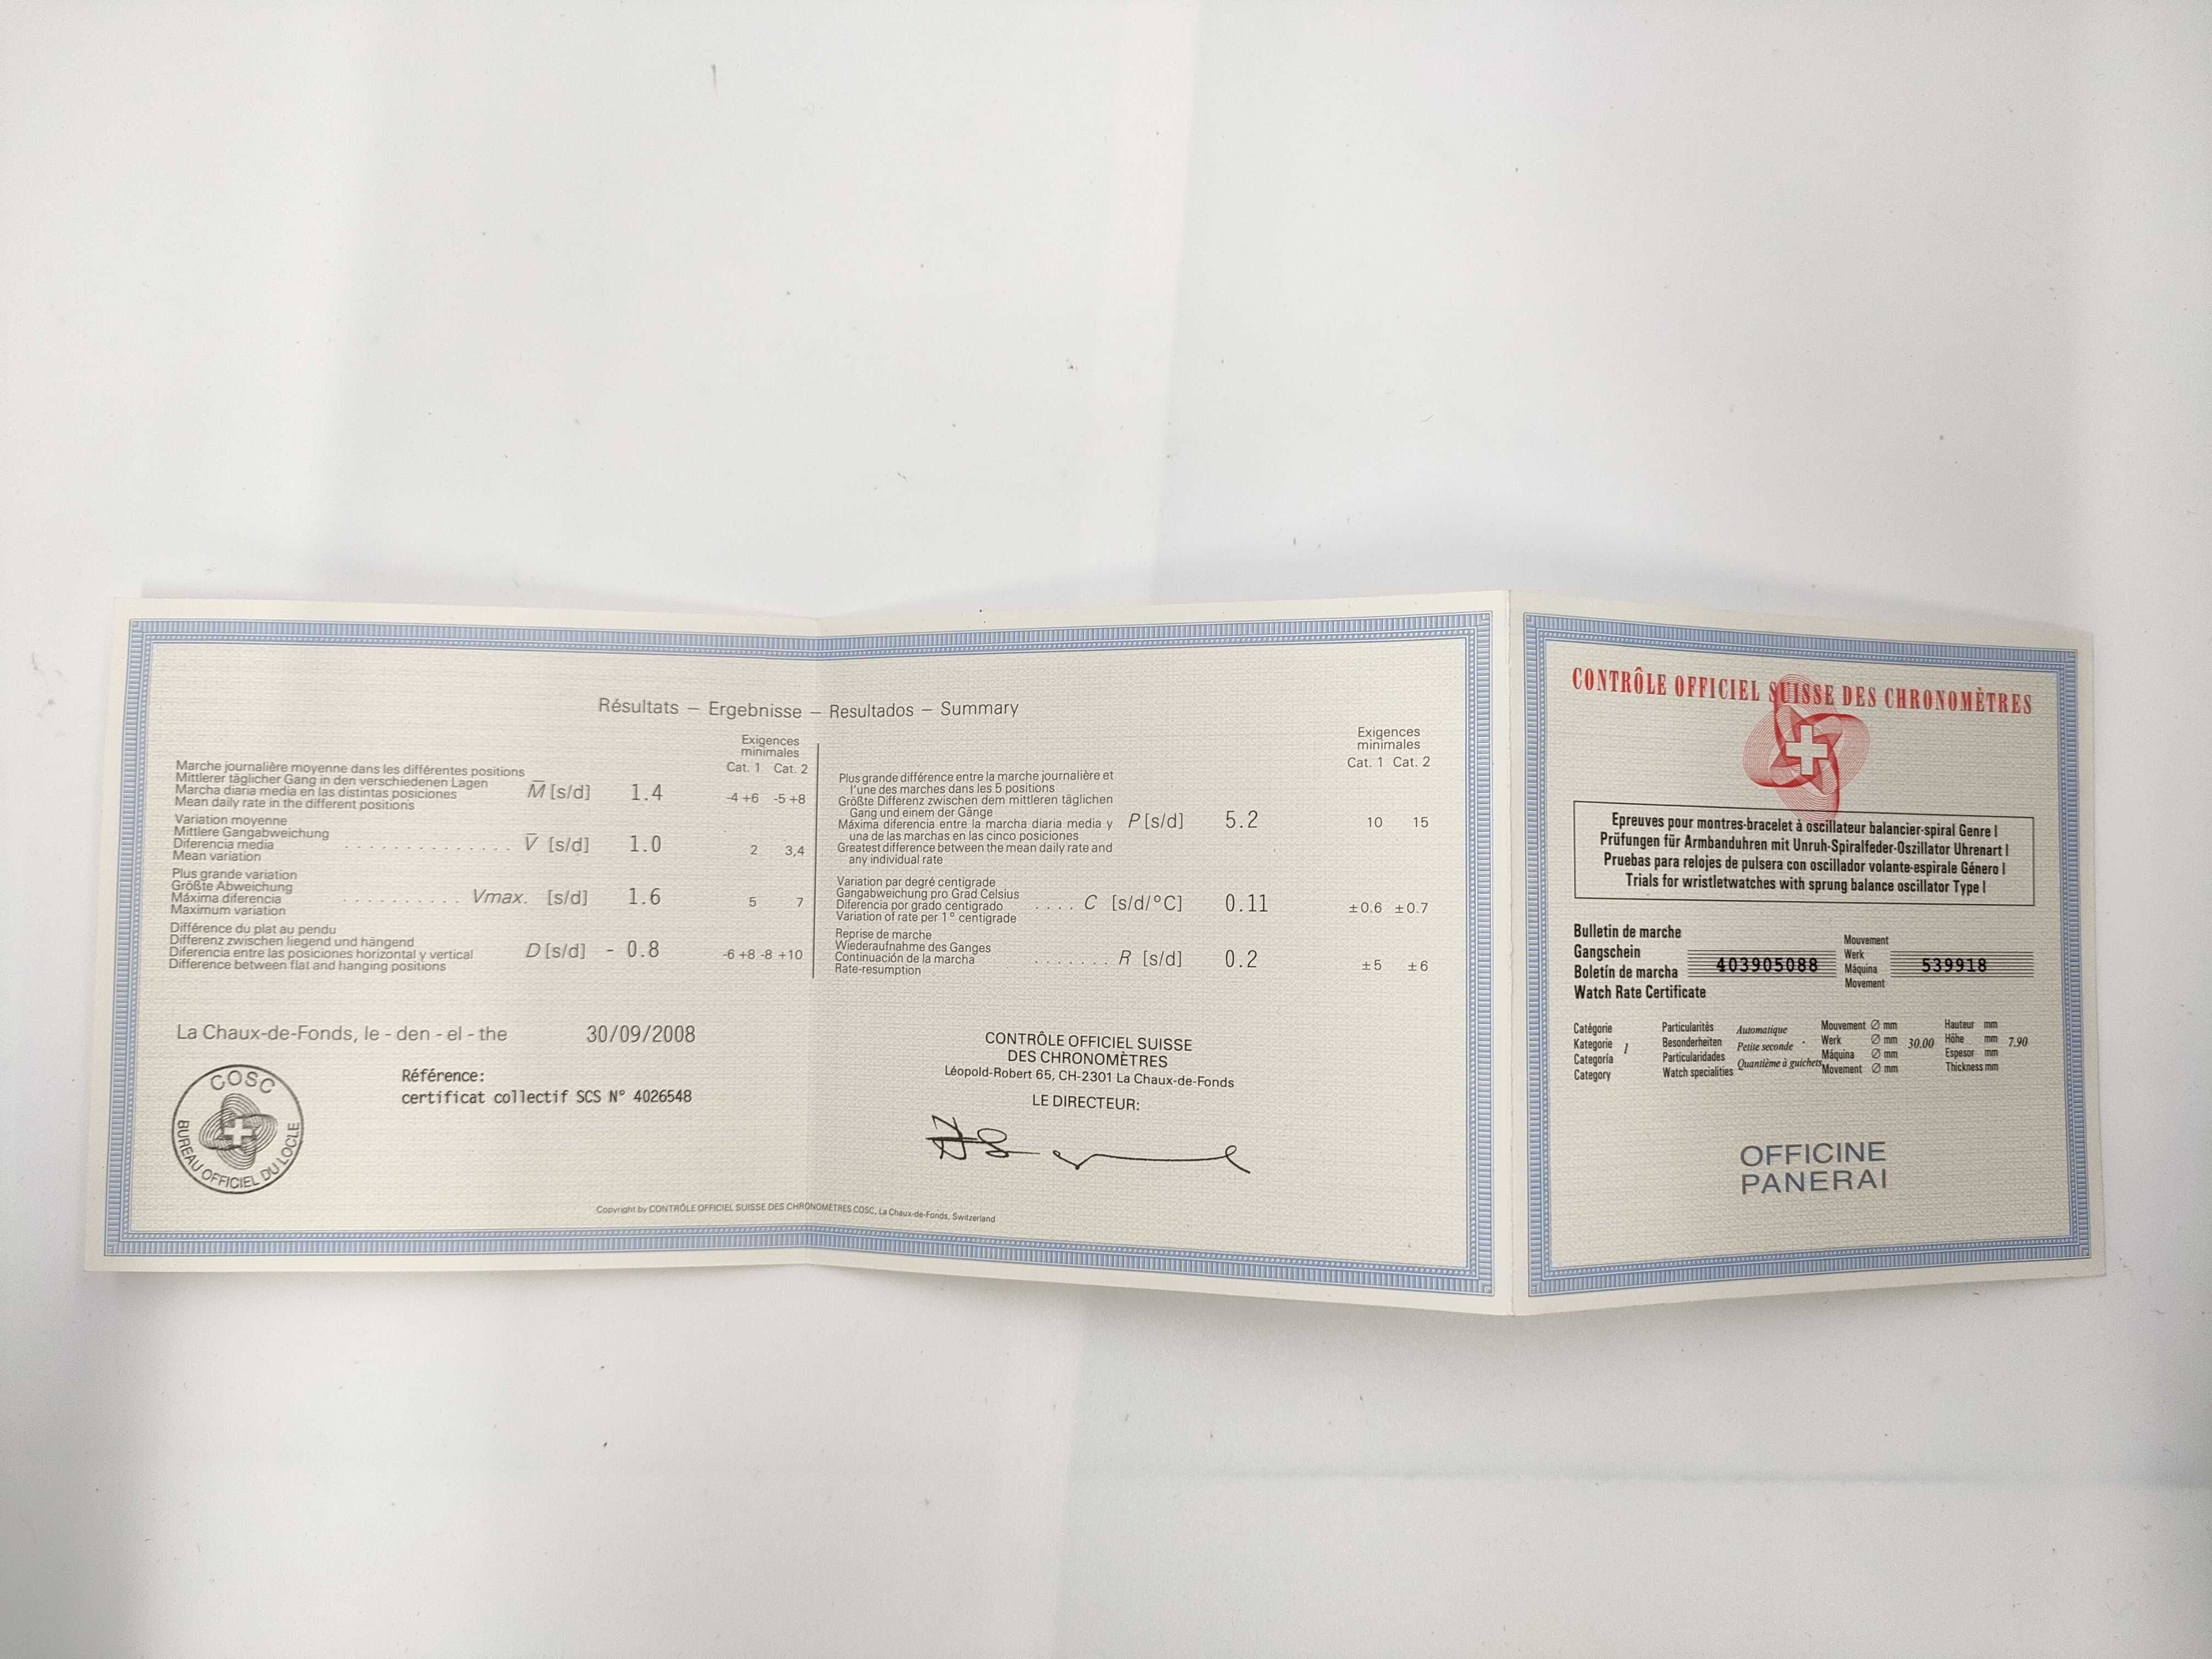 Résultats – Ergebnisse – Resultados – Summary
Exigences
minimales
Cat. 1 Cat. 2
Marche journalière moyenne dans les différentes positions
Mittlerer täglicher Gang in den verschiedenen Lagen
Marcha diaria media en las distintas posiciones
Mean daily rate in the different positions
M̅ [s/d] 1.4 -4 +6 -5 +8
Variation moyenne
Mittlere Gangabweichung
Diferencia media
Mean variation
V̅ [s/d] 1.0 2 3,4
Plus grande variation
Größte Abweichung
Máxima diferencia
Maximum variation
Vmax. [s/d] 1.6 5 7
Différence du plat au pendu
Differenz zwischen liegend und hängend
Diferencia entre las posiciones horizontal y vertical
Difference between flat and hanging positions
D [s/d] - 0.8 -6 +8 -8 +10
La Chaux-de-Fonds, le - den - el - the 30/09/2008
Référence:
certificat collectif SCS N° 4026548
COSC
BUREAU OFFICIEL DU LOCLE
Exigences
minimales
Cat. 1 Cat. 2
Plus grande différence entre la marche journalière et
l'une des marches dans les 5 positions
Größte Differenz zwischen dem mittleren täglichen
Gang und einem der Gänge
Máxima diferencia entre la marcha diaria media y
una de las marchas en las cinco posiciones
Greatest difference between the mean daily rate and
any individual rate
P [s/d] 5.2 10 15
Variation par degré centigrade
Gangabweichung pro Grad Celsius
Diferencia por grado centigrado
Variation of rate per 1° centigrade
C [s/d/°C] 0.11 ±0.6 ±0.7
Reprise de marche
Wiederaufnahme des Ganges
Continuación de la marcha
Rate-resumption
R [s/d] 0.2 ±5 ±6
CONTRÔLE OFFICIEL SUISSE
DES CHRONOMÈTRES
Léopold-Robert 65, CH-2301 La Chaux-de-Fonds
LE DIRECTEUR:
Copyright by CONTRÔLE OFFICIEL SUISSE DES CHRONOMETRES COSC, La Chaux-de-Fonds, Switzerland
CONTRÔLE OFFICIEL SUISSE DES CHRONOMÈTRES
Epreuves pour montres-bracelet à oscillateur balancier-spiral Genre I
Prüfungen für Armbanduhren mit Unruh-Spiralfeder-Oszillator Uhrenart I
Pruebas para relojes de pulsera con oscillador volante-espirale Género I
Trials for wristletwatches with sprung balance oscillator Type I
Bulletin de marche
Gangschein
Boletín de marcha
Watch Rate Certificate
403905088
Mouvement
Werk
Máquina
Movement
539918
Catégorie
Kategorie
Categoría
Category
1
Particularités
Besonderheiten
Particularidades
Watch specialities
Automatique
Petite seconde
Quantième à guichets
Mouvement Ø mm
Werk Ø mm
Máquina Ø mm
Movement Ø mm
30.00
Hauteur mm
Höhe mm
Espesor mm
Thickness mm
7.90
OFFICINE
PANERAI